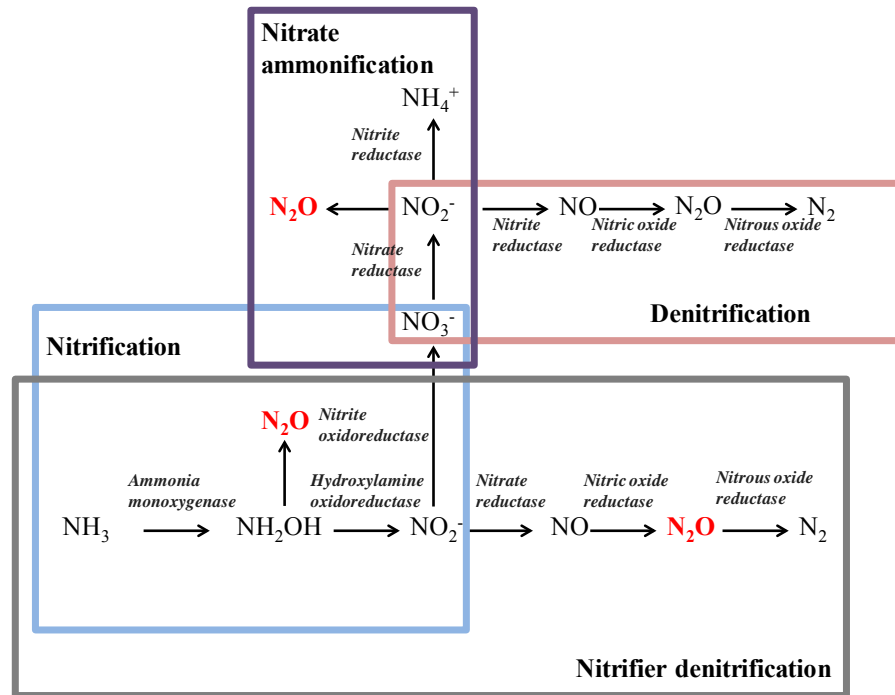 Nitrate
ammonification
NH₄⁺
Nitrite
reductase
N₂O
NO₂⁻
NO
N₂O
N₂
Nitrite
reductase
Nitric oxide
reductase
Nitrous oxide
reductase
Nitrate
reductase
NO₃⁻
Denitrification
Nitrification
N₂O
Nitrite
oxidoreductase
Ammonia
monoxygenase
Hydroxylamine
oxidoreductase
Nitrate
reductase
Nitric oxide
reductase
Nitrous oxide
reductase
NH₃
NH₂OH
NO₂⁻
NO
N₂O
N₂
Nitrifier denitrification